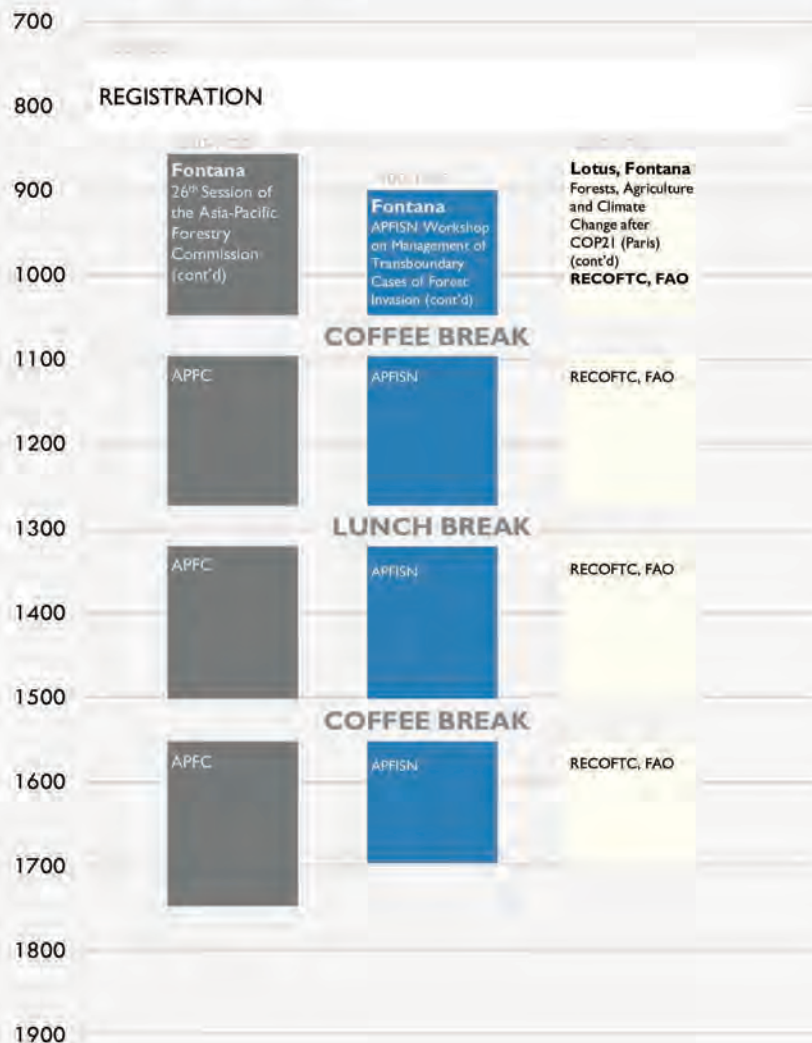 700
800
REGISTRATION
Fontana
26th Session of
the Asia-Pacific
Forestry
Commission
(cont'd)
Fontana
APFISN Workshop
on Management of
Transboundary
Cases of Forest
Invasion (cont'd)
Lotus, Fontana
Forests, Agriculture
and Climate
Change after
COP21 (Paris)
(cont'd)
RECOFTC, FAO
900
1000
COFFEE BREAK
1100
APFC
APFISN
RECOFTC, FAO
1200
1300
LUNCH BREAK
APFC
APFISN
RECOFTC, FAO
1400
1500
COFFEE BREAK
APFC
APFISN
RECOFTC, FAO
1600
1700
1800
1900